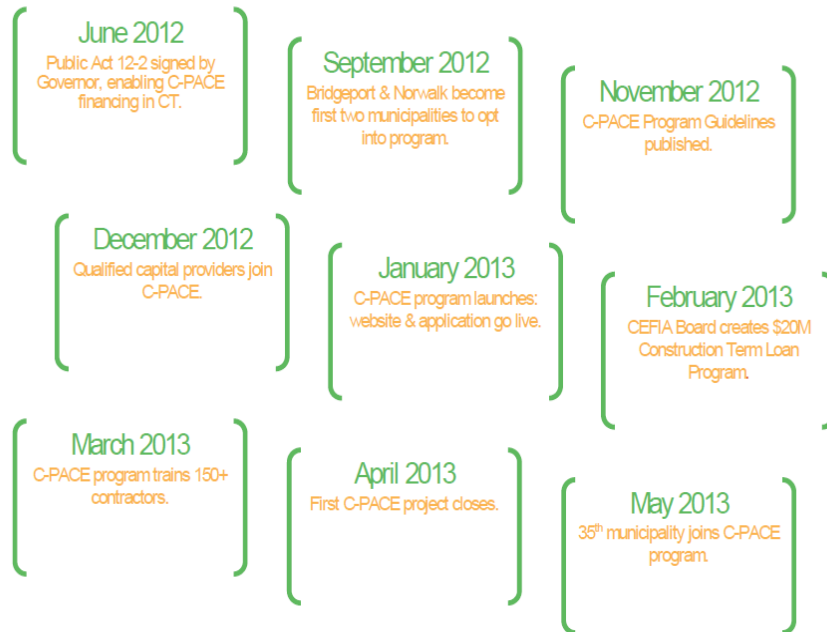 June 2012
Public Act 12-2 signed by
Governor, enabling C-PACE
financing in CT.
September 2012
Bridgeport & Norwalk become
first two municipalities to opt
into program.
November 2012
C-PACE Program Guidelines
published.
December 2012
Qualified capital providers join
C-PACE.
January 2013
C-PACE program launches:
website & application go live.
February 2013
CEFIA Board creates $20M
Construction Term Loan
Program.
March 2013
C-PACE program trains 150+
contractors.
April 2013
First C-PACE project closes.
May 2013
35th municipality joins C-PACE
program.